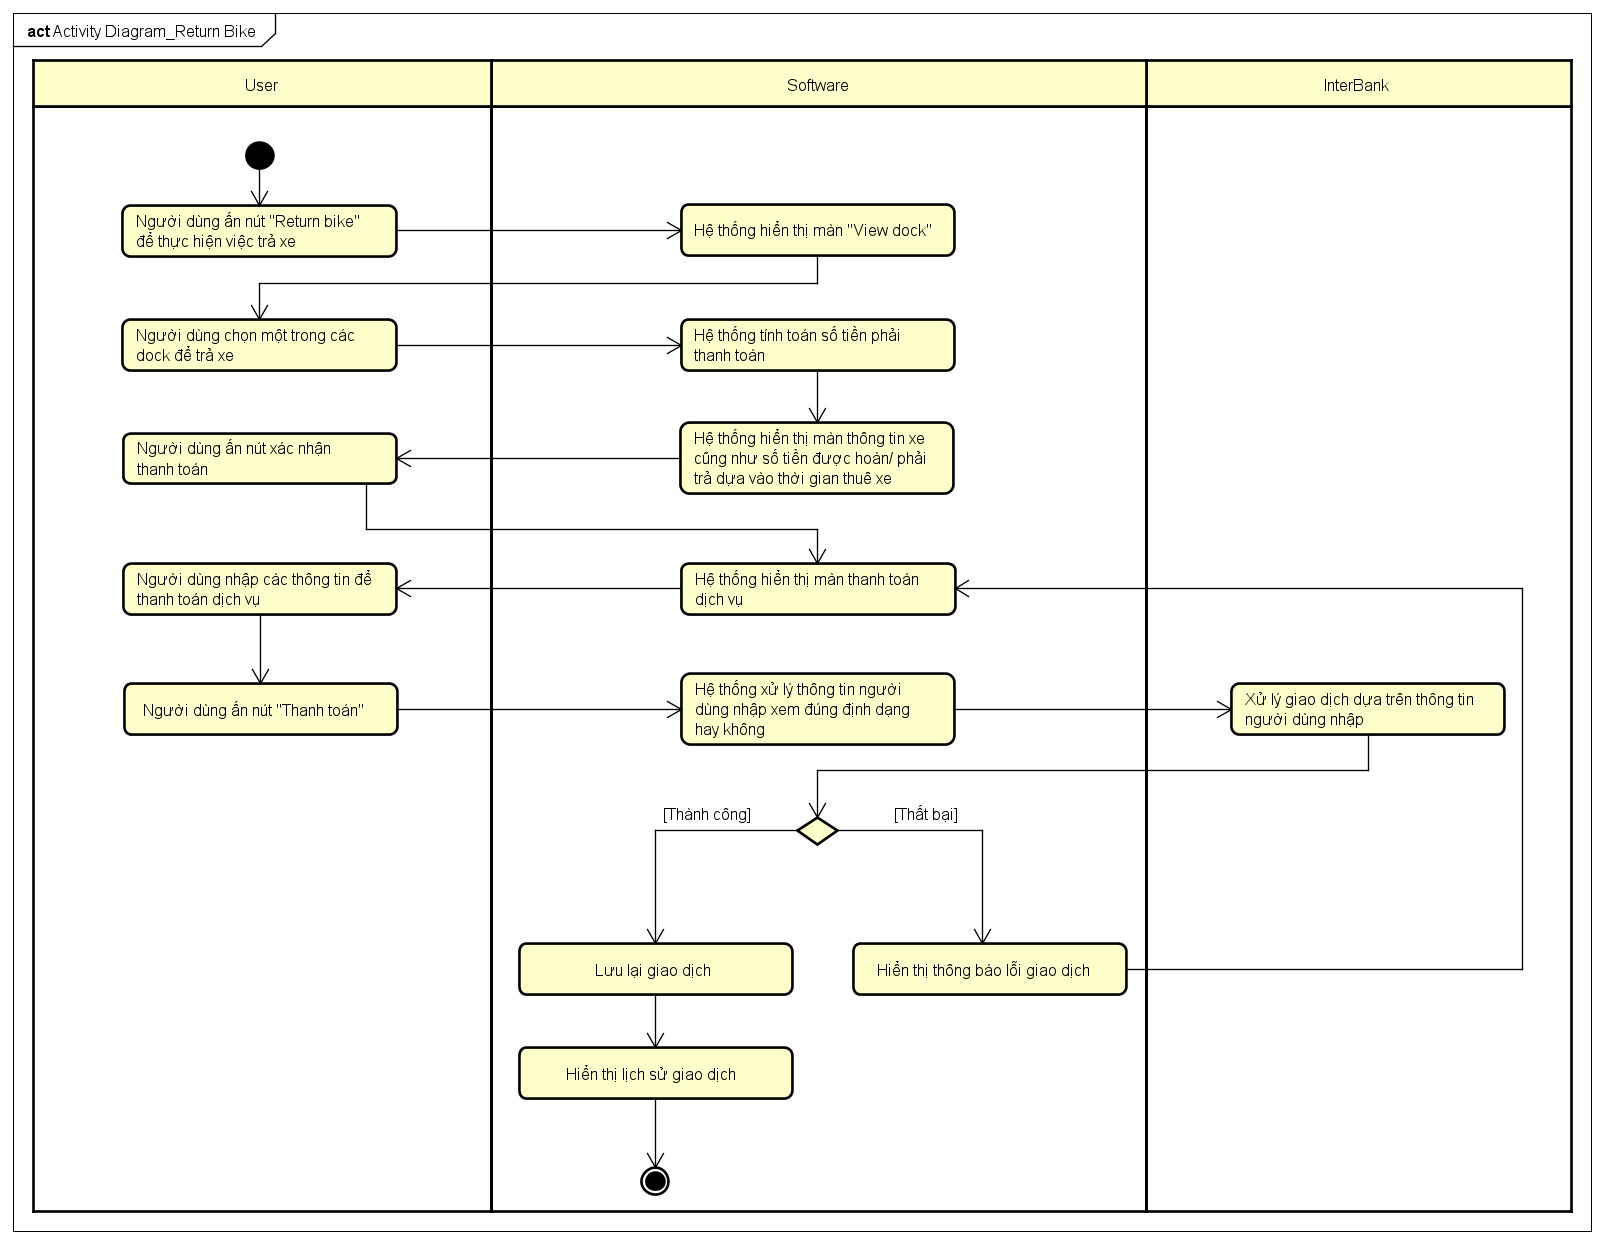 act Activity Diagram_Return Bike
User
Software
InterBank
Người dùng ấn nút "Return bike"
để thực hiện việc trả xe
Hệ thống hiển thị màn "View dock"
Người dùng chọn một trong các
dock để trả xe
Hệ thống tính toán số tiền phải
thanh toán
Hệ thống hiển thị màn thông tin xe
cũng như số tiền được hoàn/ phải
trả dựa vào thời gian thuê xe
Người dùng ấn nút xác nhận
thanh toán
Hệ thống hiển thị màn thanh toán
dịch vụ
Người dùng nhập các thông tin để
thanh toán dịch vụ
Người dùng ấn nút "Thanh toán"
Hệ thống xử lý thông tin người
dùng nhập xem đúng định dạng
hay không
Xử lý giao dịch dựa trên thông tin
người dùng nhập
[Thành công]
[Thất bại]
Lưu lại giao dịch
Hiển thị thông báo lỗi giao dịch
Hiển thị lịch sử giao dịch